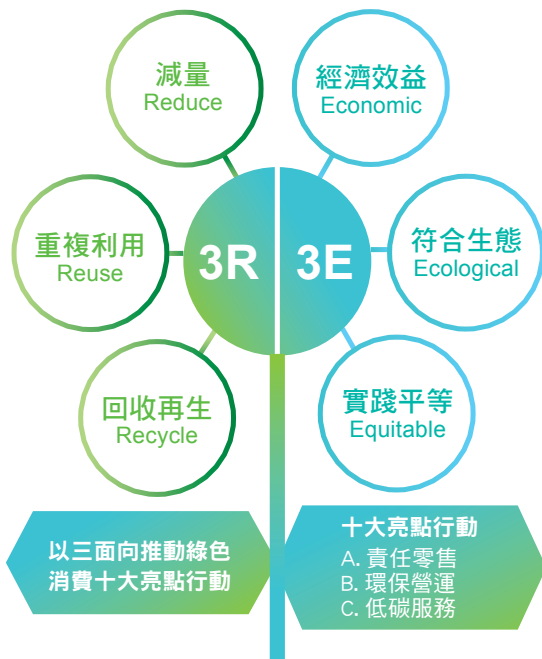 減量
Reduce
經濟效益
Economic
重複利用
Reuse
3R
3E
符合生態
Ecological
回收再生
Recycle
實踐平等
Equitable
以三面向推動綠色
消費十大亮點行動
十大亮點行動
A. 責任零售
B. 環保營運
C. 低碳服務